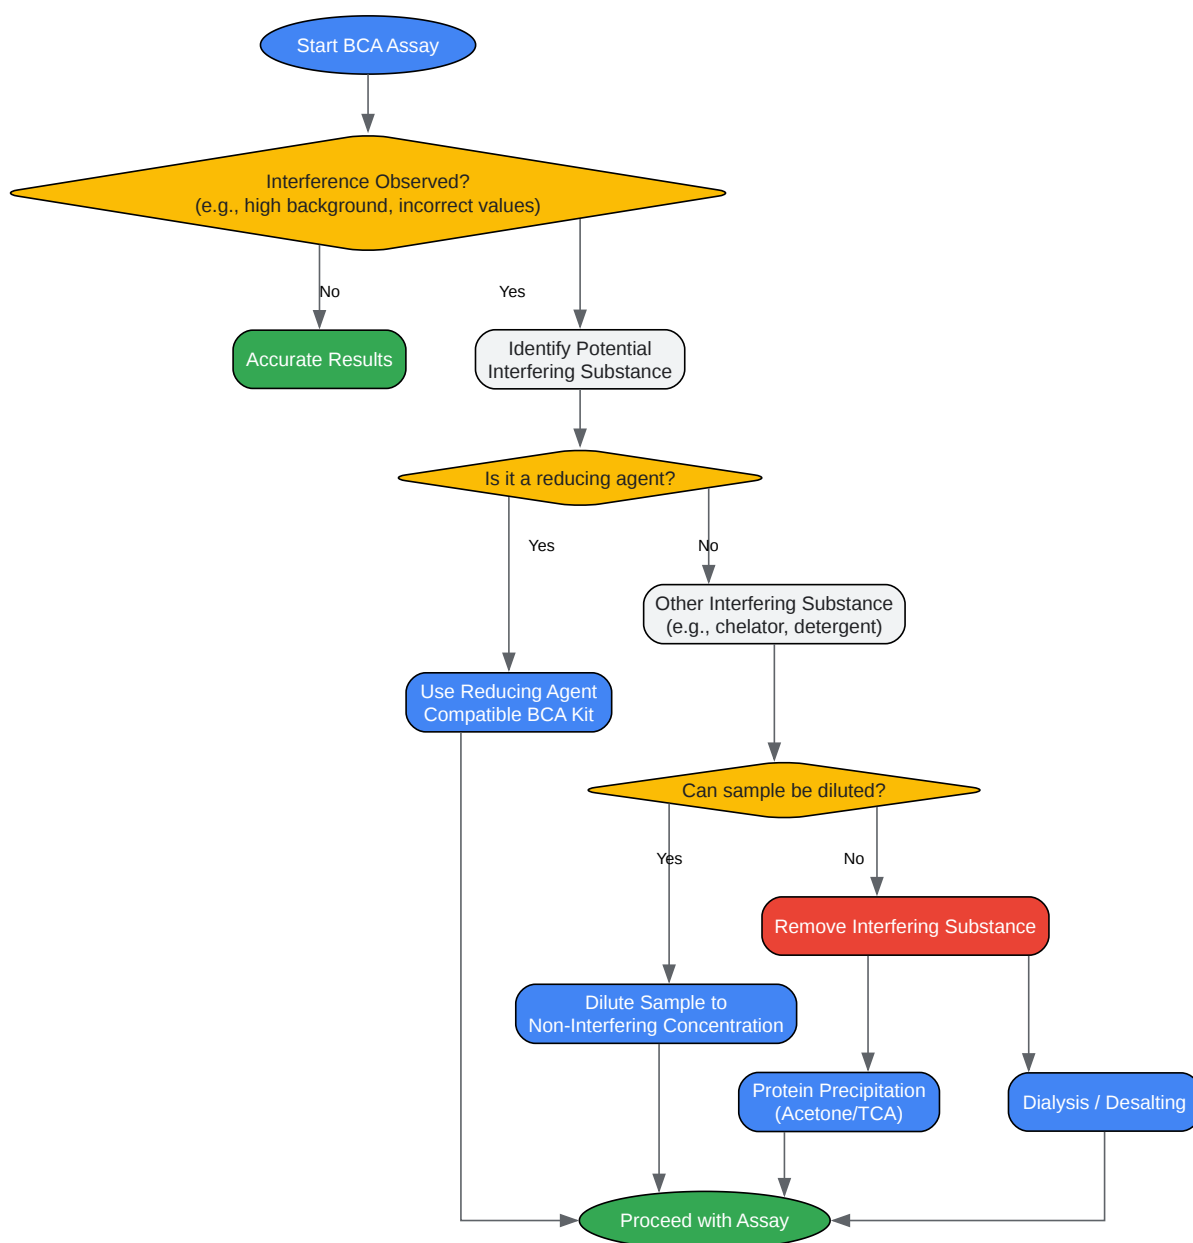 Start BCA Assay
Interference Observed?
(e.g., high background, incorrect values)
No
Yes
Accurate Results
Identify Potential
Interfering Substance
Is it a reducing agent?
Yes
No
Other Interfering Substance
(e.g., chelator, detergent)
Use Reducing Agent
Compatible BCA Kit
Can sample be diluted?
Yes
No
Remove Interfering Substance
Dilute Sample to
Non-Interfering Concentration
Protein Precipitation
(Acetone/TCA)
Dialysis / Desalting
Proceed with Assay